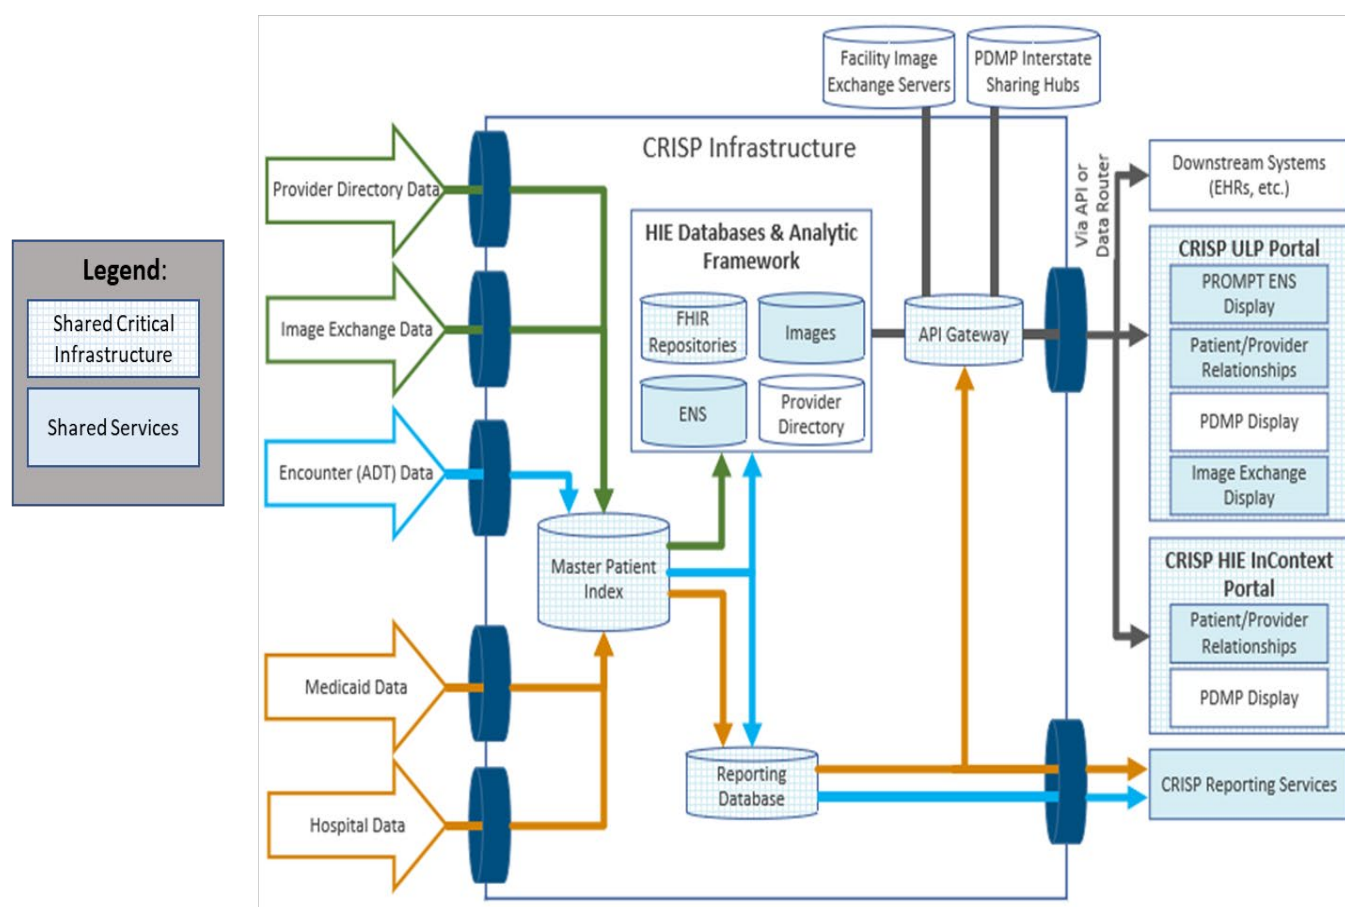 Facility Image
Exchange Servers
PDMP Interstate
Sharing Hubs
CRISP Infrastructure
Provider Directory Data
Image Exchange Data
Encounter (ADT) Data
Medicaid Data
Hospital Data
Legend:
Shared Critical
Infrastructure
Shared Services
HIE Databases & Analytic
Framework
FHIR
Repositories
Images
ENS
Provider
Directory
API Gateway
Master Patient
Index
Reporting
Database
Via API or
Data Router
Downstream Systems
(EHRs, etc.)
CRISP ULP Portal
PROMPT ENS
Display
Patient/Provider
Relationships
PDMP Display
Image Exchange
Display
CRISP HIE InContext
Portal
Patient/Provider
Relationships
PDMP Display
CRISP Reporting Services